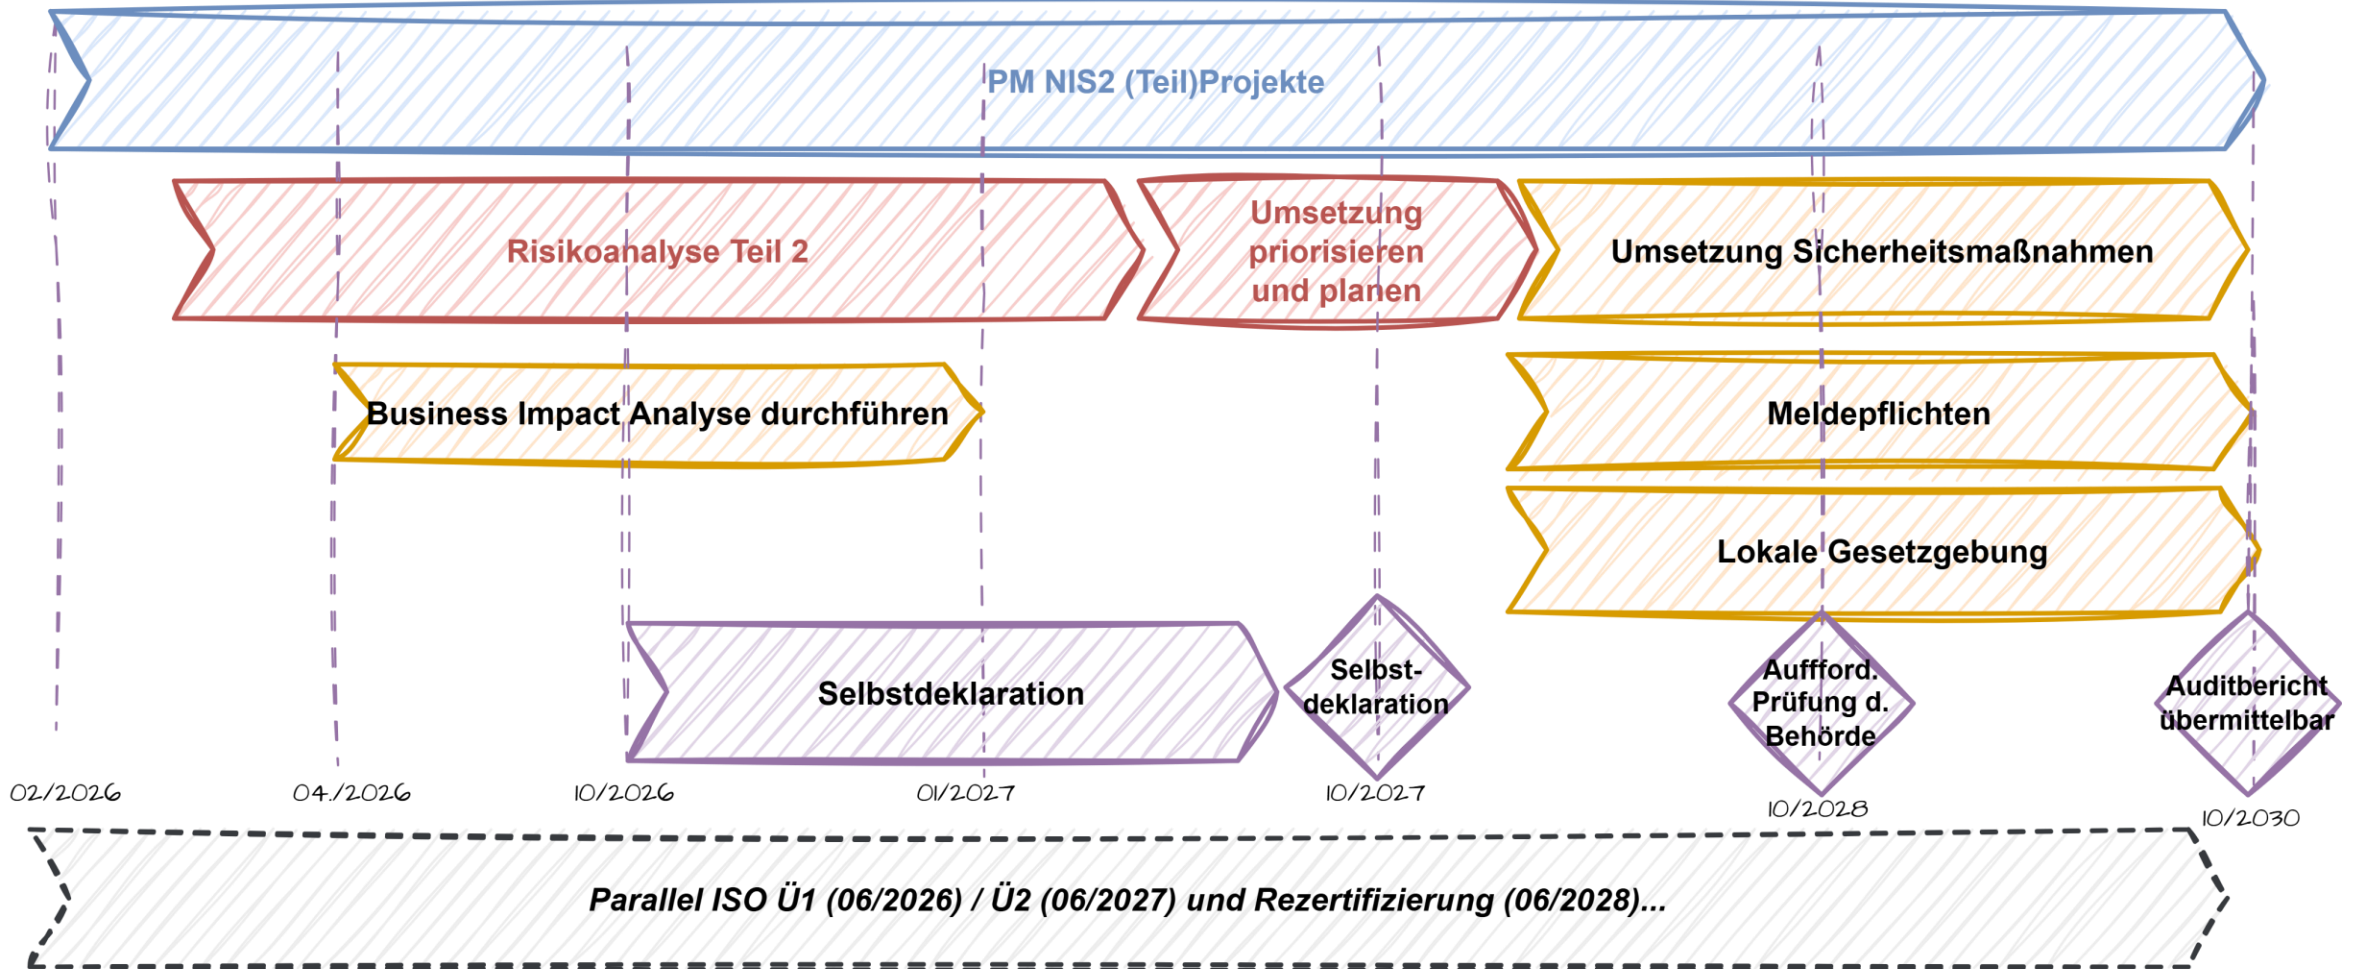 PM NIS2 (Teil)Projekte
Risikoanalyse Teil 2
Umsetzung
priorisieren
und planen
Umsetzung Sicherheitsmaßnahmen
Business Impact Analyse durchführen
Meldepflichten
Lokale Gesetzgebung
Selbstdeklaration
Selbst-
deklaration
Auffford.
Prüfung d.
Behörde
Auditbericht
übermittelbar
02/2026
04./2026
10/2026
01/2027
10/2027
10/2028
10/2030
Parallel ISO Ü1 (06/2026) / Ü2 (06/2027) und Rezertifizierung (06/2028)...